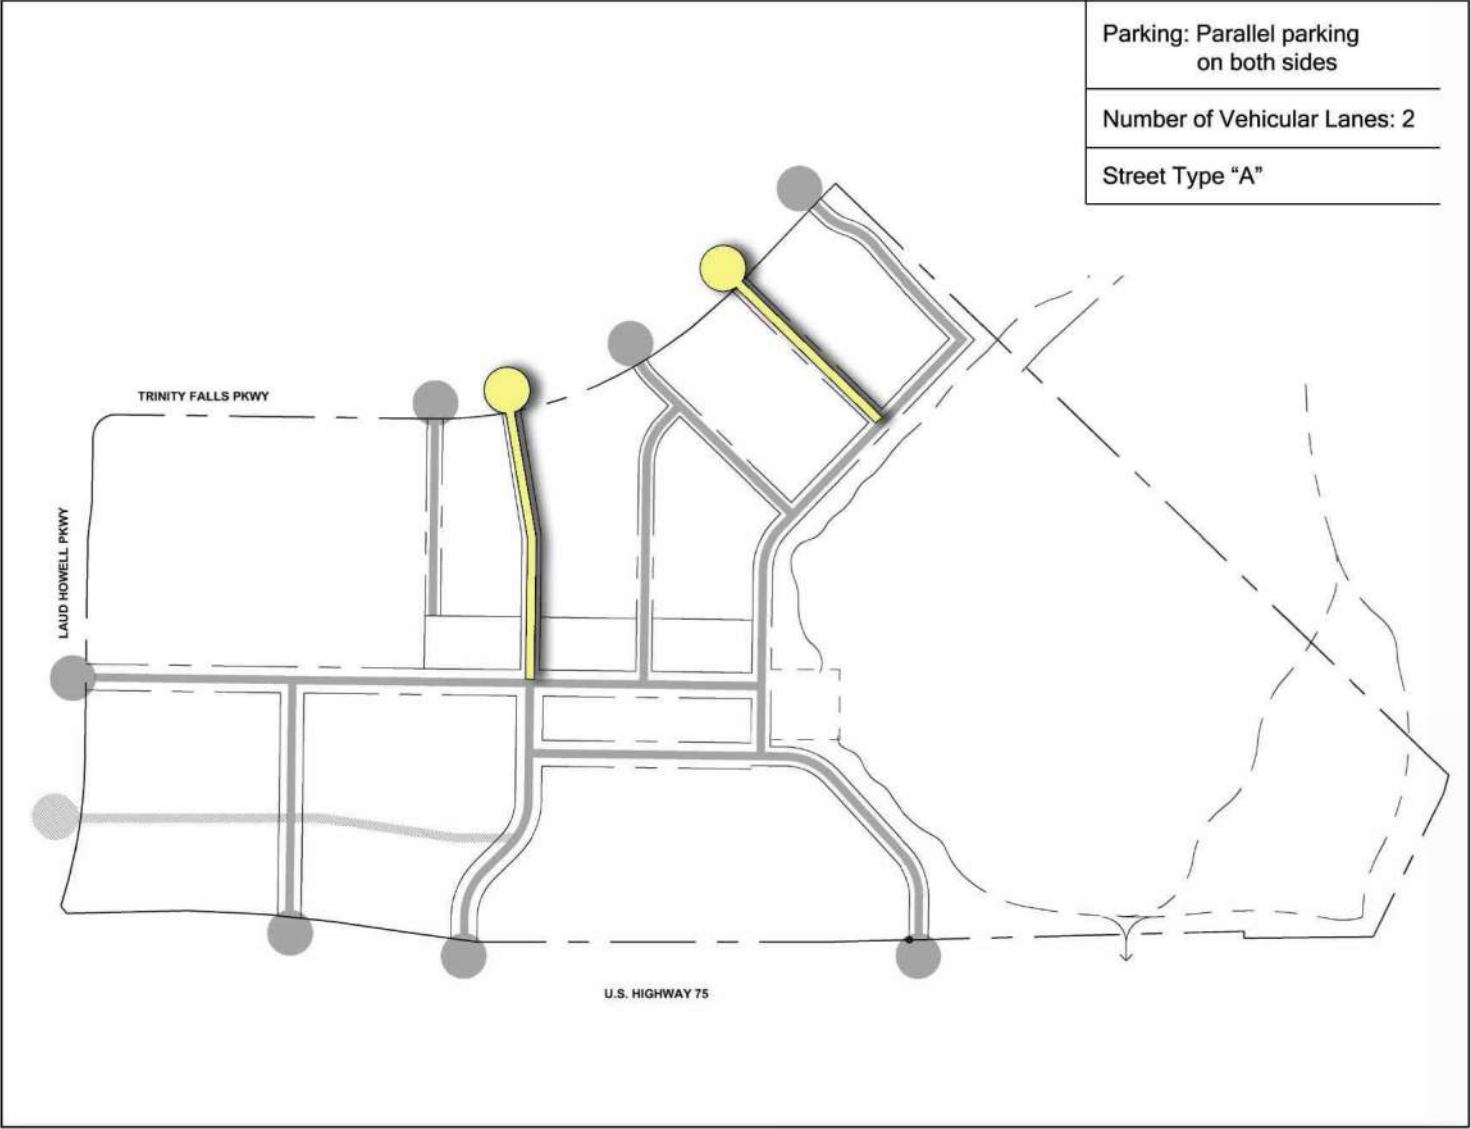 Parking: Parallel parking
on both sides
Number of Vehicular Lanes: 2
Street Type “A”
TRINITY FALLS PKWY
LAUD HOWELL PKWY
U.S. HIGHWAY 75